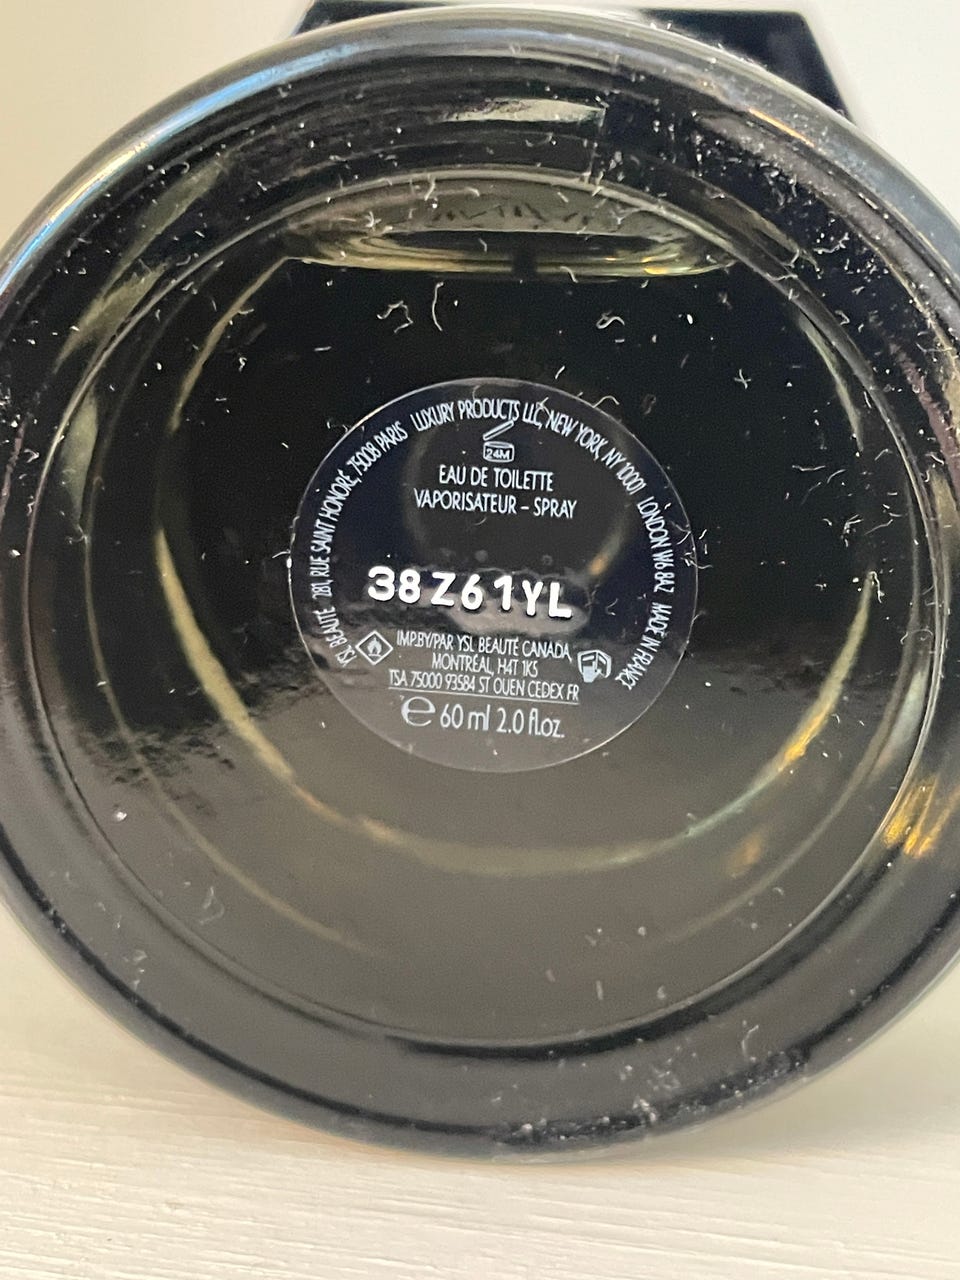 YSL BEAUTÉ 281, RUE SAINT HONORÉ, 75008 PARIS LUXURY PRODUCTS LLC, NEW YORK, NY 10001 LONDON W6 8AZ MADE IN FRANCE
24M
EAU DE TOILETTE
VAPORISATEUR – SPRAY
38Z61YL
IMP.BY/PAR YSL BEAUTÉ CANADA,
MONTRÉAL, H4T 1K5
TSA 75000 93584 ST OUEN CEDEX FR
℮ 60 ml 2.0 fl.oz.